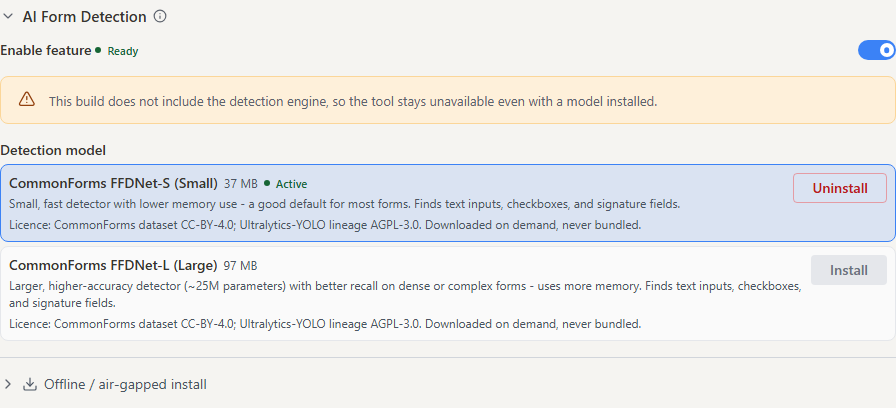 AI Form Detection
Enable feature Ready
This build does not include the detection engine, so the tool stays unavailable even with a model installed.
Detection model
CommonForms FFDNet-S (Small) 37 MB Active
Uninstall
Small, fast detector with lower memory use - a good default for most forms. Finds text inputs, checkboxes, and signature fields.
Licence: CommonForms dataset CC-BY-4.0; Ultralytics-YOLO lineage AGPL-3.0. Downloaded on demand, never bundled.
CommonForms FFDNet-L (Large) 97 MB
Install
Larger, higher-accuracy detector (~25M parameters) with better recall on dense or complex forms - uses more memory. Finds text inputs, checkboxes,
and signature fields.
Licence: CommonForms dataset CC-BY-4.0; Ultralytics-YOLO lineage AGPL-3.0. Downloaded on demand, never bundled.
Offline / air-gapped install